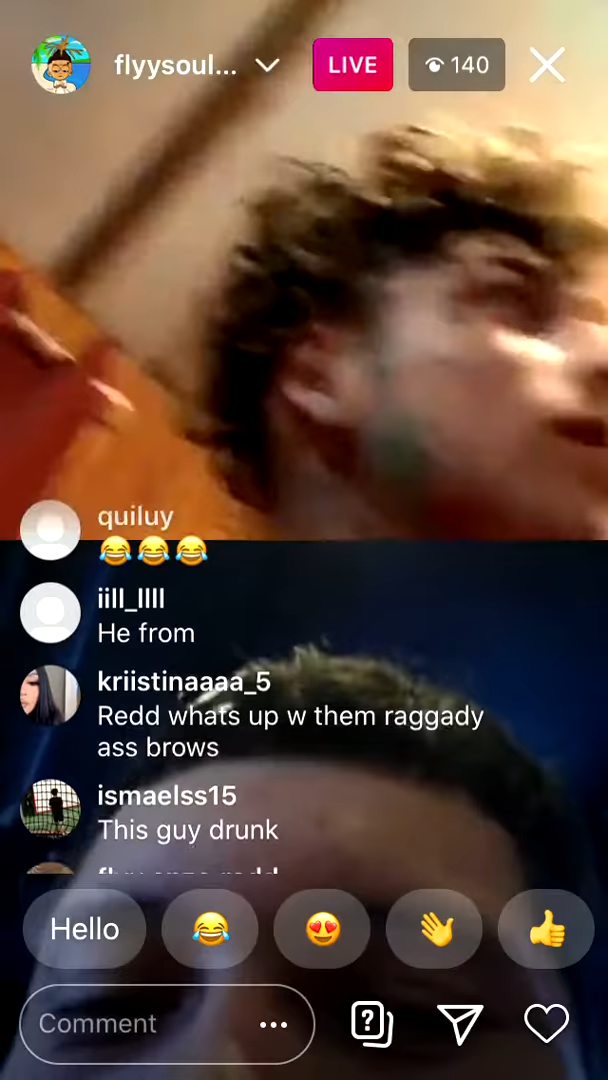 flyysoul...
LIVE
140
quiluy
😂😂😂
iill_llll
He from
kriistinaaaa_5
Redd whats up w them raggady
ass brows
ismaelss15
This guy drunk
Hello
Comment